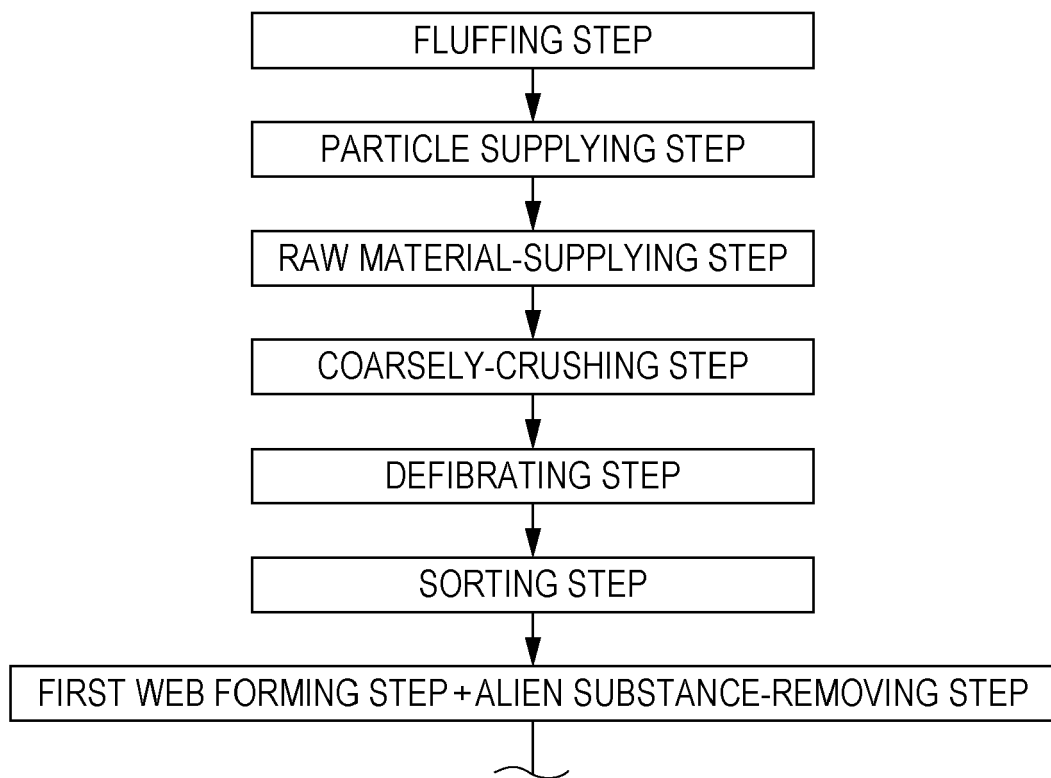 FLUFFING STEP
PARTICLE SUPPLYING STEP
RAW MATERIAL-SUPPLYING STEP
COARSELY-CRUSHING STEP
DEFIBRATING STEP
SORTING STEP
FIRST WEB FORMING STEP+ALIEN SUBSTANCE-REMOVING STEP